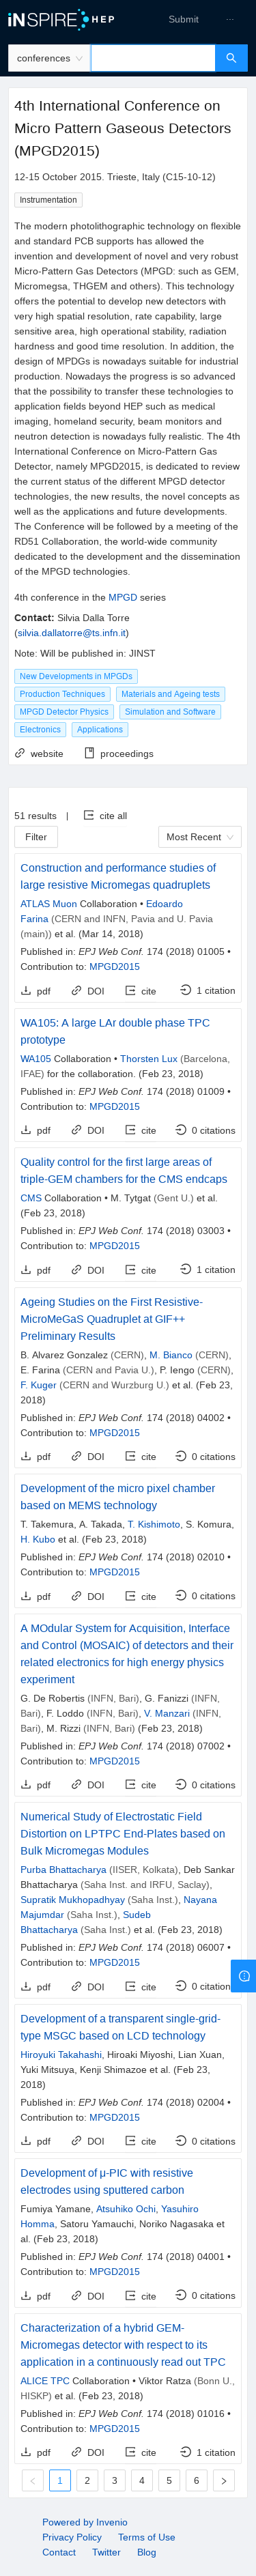 iNSPIRE HEP
Submit ···
conferences
4th International Conference on
Micro Pattern Gaseous Detectors
(MPGD2015)
12-15 October 2015. Trieste, Italy (C15-10-12)
Instrumentation
The modern photolithographic technology on flexible
and standard PCB supports has allowed the
invention and development of novel and very robust
Micro-Pattern Gas Detectors (MPGD: such as GEM,
Micromegsa, THGEM and others). This technology
offers the potential to develop new detectors with
very high spatial resolution, rate capability, large
sensitive area, high operational stability, radiation
hardness and good time resolution. In addition, the
design of MPGDs is nowadays suitable for industrial
production. Nowadays the progress is so advanced
that the possibility to transfer these technologies to
application fields beyond HEP such as medical
imaging, homeland security, beam monitors and
neutron detection is nowadays fully realistic. The 4th
International Conference on Micro-Pattern Gas
Detector, namely MPGD2015, is dedicated to review
the current status of the different MPGD detector
technologies, the new results, the new concepts as
well as the applications and future developments.
The Conference will be followed by a meeting of the
RD51 Collaboration, the world-wide community
dedicated to the development and the dissemination
of the MPGD technologies.
4th conference in the MPGD series
Contact: Silvia Dalla Torre
(silvia.dallatorre@ts.infn.it)
Note: Will be published in: JINST
New Developments in MPGDs
Production Techniques Materials and Ageing tests
MPGD Detector Physics Simulation and Software
Electronics Applications
website proceedings
51 results | cite all
Filter Most Recent
Construction and performance studies of
large resistive Micromegas quadruplets
ATLAS Muon Collaboration • Edoardo
Farina (CERN and INFN, Pavia and U. Pavia
(main)) et al. (Mar 14, 2018)
Published in: EPJ Web Conf. 174 (2018) 01005 •
Contribution to: MPGD2015
pdf DOI cite 1 citation
WA105: A large LAr double phase TPC
prototype
WA105 Collaboration • Thorsten Lux (Barcelona,
IFAE) for the collaboration. (Feb 23, 2018)
Published in: EPJ Web Conf. 174 (2018) 01009 •
Contribution to: MPGD2015
pdf DOI cite 0 citations
Quality control for the first large areas of
triple-GEM chambers for the CMS endcaps
CMS Collaboration • M. Tytgat (Gent U.) et al.
(Feb 23, 2018)
Published in: EPJ Web Conf. 174 (2018) 03003 •
Contribution to: MPGD2015
pdf DOI cite 1 citation
Ageing Studies on the First Resistive-
MicroMeGaS Quadruplet at GIF++
Preliminary Results
B. Alvarez Gonzalez (CERN), M. Bianco (CERN),
E. Farina (CERN and Pavia U.), P. Iengo (CERN),
F. Kuger (CERN and Wurzburg U.) et al. (Feb 23,
2018)
Published in: EPJ Web Conf. 174 (2018) 04002 •
Contribution to: MPGD2015
pdf DOI cite 0 citations
Development of the micro pixel chamber
based on MEMS technology
T. Takemura, A. Takada, T. Kishimoto, S. Komura,
H. Kubo et al. (Feb 23, 2018)
Published in: EPJ Web Conf. 174 (2018) 02010 •
Contribution to: MPGD2015
pdf DOI cite 0 citations
A MOdular System for Acquisition, Interface
and Control (MOSAIC) of detectors and their
related electronics for high energy physics
experiment
G. De Robertis (INFN, Bari), G. Fanizzi (INFN,
Bari), F. Loddo (INFN, Bari), V. Manzari (INFN,
Bari), M. Rizzi (INFN, Bari) (Feb 23, 2018)
Published in: EPJ Web Conf. 174 (2018) 07002 •
Contribution to: MPGD2015
pdf DOI cite 0 citations
Numerical Study of Electrostatic Field
Distortion on LPTPC End-Plates based on
Bulk Micromegas Modules
Purba Bhattacharya (IISER, Kolkata), Deb Sankar
Bhattacharya (Saha Inst. and IRFU, Saclay),
Supratik Mukhopadhyay (Saha Inst.), Nayana
Majumdar (Saha Inst.), Sudeb
Bhattacharya (Saha Inst.) et al. (Feb 23, 2018)
Published in: EPJ Web Conf. 174 (2018) 06007 •
Contribution to: MPGD2015
pdf DOI cite 0 citations
Development of a transparent single-grid-
type MSGC based on LCD technology
Hiroyuki Takahashi, Hiroaki Miyoshi, Lian Xuan,
Yuki Mitsuya, Kenji Shimazoe et al. (Feb 23,
2018)
Published in: EPJ Web Conf. 174 (2018) 02004 •
Contribution to: MPGD2015
pdf DOI cite 0 citations
Development of μ-PIC with resistive
electrodes using sputtered carbon
Fumiya Yamane, Atsuhiko Ochi, Yasuhiro
Homma, Satoru Yamauchi, Noriko Nagasaka et
al. (Feb 23, 2018)
Published in: EPJ Web Conf. 174 (2018) 04001 •
Contribution to: MPGD2015
pdf DOI cite 0 citations
Characterization of a hybrid GEM-
Micromegas detector with respect to its
application in a continuously read out TPC
ALICE TPC Collaboration • Viktor Ratza (Bonn U.,
HISKP) et al. (Feb 23, 2018)
Published in: EPJ Web Conf. 174 (2018) 01016 •
Contribution to: MPGD2015
pdf DOI cite 1 citation
1 2 3 4 5 6
Powered by Invenio
Privacy Policy Terms of Use
Contact Twitter Blog